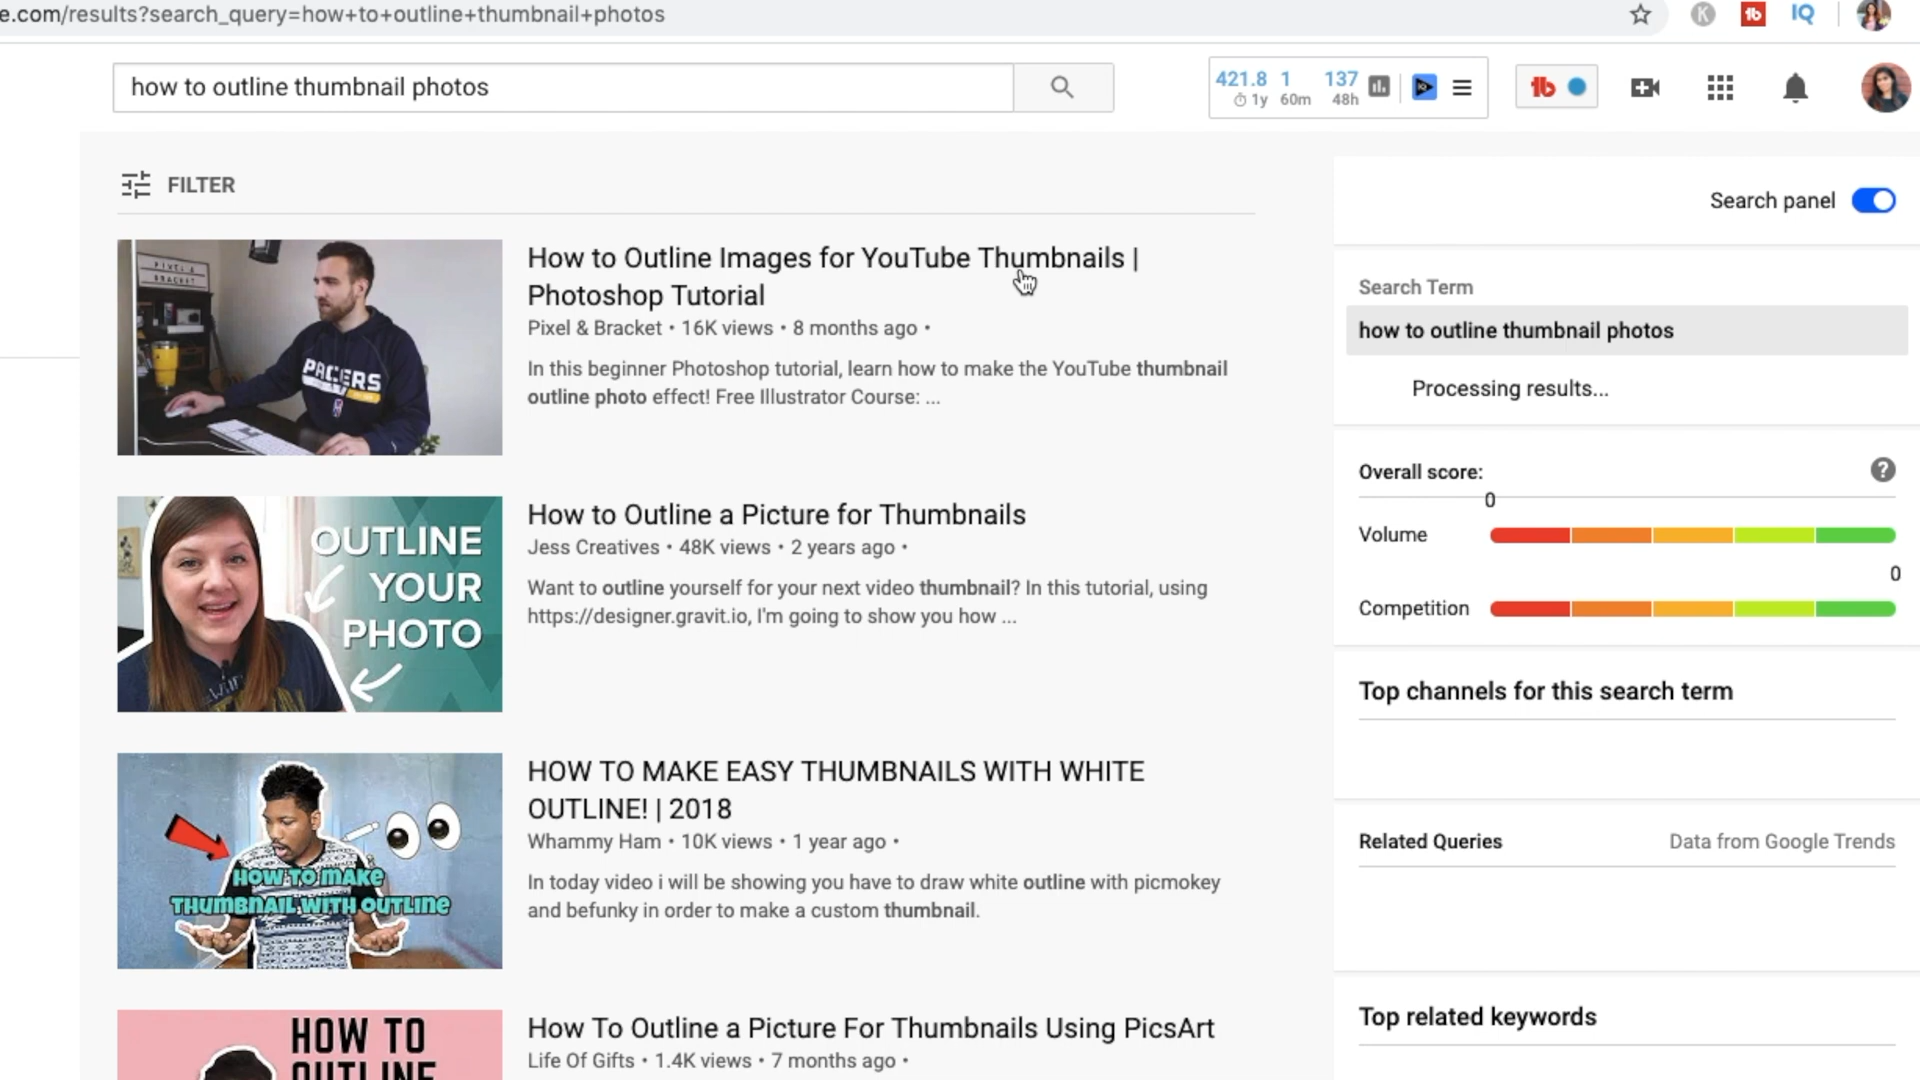 e.com/results?search_query=how+to+outline+thumbnail+photos
K tb IQ
how to outline thumbnail photos
421.8 1 137
1y 60m 48h
tb
FILTER
Search panel
PIXEL &
BRACKET
PACERS
How to Outline Images for YouTube Thumbnails |
Photoshop Tutorial
Pixel & Bracket • 16K views • 8 months ago •
In this beginner Photoshop tutorial, learn how to make the YouTube thumbnail
outline photo effect! Free Illustrator Course: ...
Search Term
how to outline thumbnail photos
Processing results...
Overall score:
?
0
Volume
0
Competition
OUTLINE
YOUR
PHOTO
How to Outline a Picture for Thumbnails
Jess Creatives • 48K views • 2 years ago •
Want to outline yourself for your next video thumbnail? In this tutorial, using
https://designer.gravit.io, I'm going to show you how ...
Top channels for this search term
HOW TO MAKE
THUMBNAIL WITH OUTLINE
HOW TO MAKE EASY THUMBNAILS WITH WHITE
OUTLINE! | 2018
Whammy Ham • 10K views • 1 year ago •
In today video i will be showing you have to draw white outline with picmokey
and befunky in order to make a custom thumbnail.
Related Queries Data from Google Trends
HOW TO
OUTLINE
How To Outline a Picture For Thumbnails Using PicsArt
Life Of Gifts • 1.4K views • 7 months ago •
Top related keywords